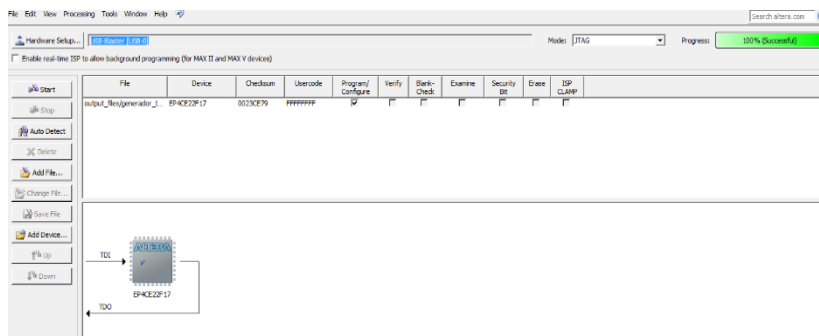 File Edit View Processing Tools Window Help
Search altera.com
Hardware Setup... USB-Blaster [USB-0] Mode: JTAG Progress: 100% (Successful)
Enable real-time ISP to allow background programming (for MAX II and MAX V devices)
Start
Stop
Auto Detect
Delete
Add File...
Change File...
Save File
Add Device...
Up
Down
File Device Checksum Usercode Program/ Configure Verify Blank- Check Examine Security Bit Erase ISP CLAMP
output_files/generador_t... EP4CE22F17 0023CE79 FFFFFFFF
TDI
ALTERA
EP4CE22F17
TDO